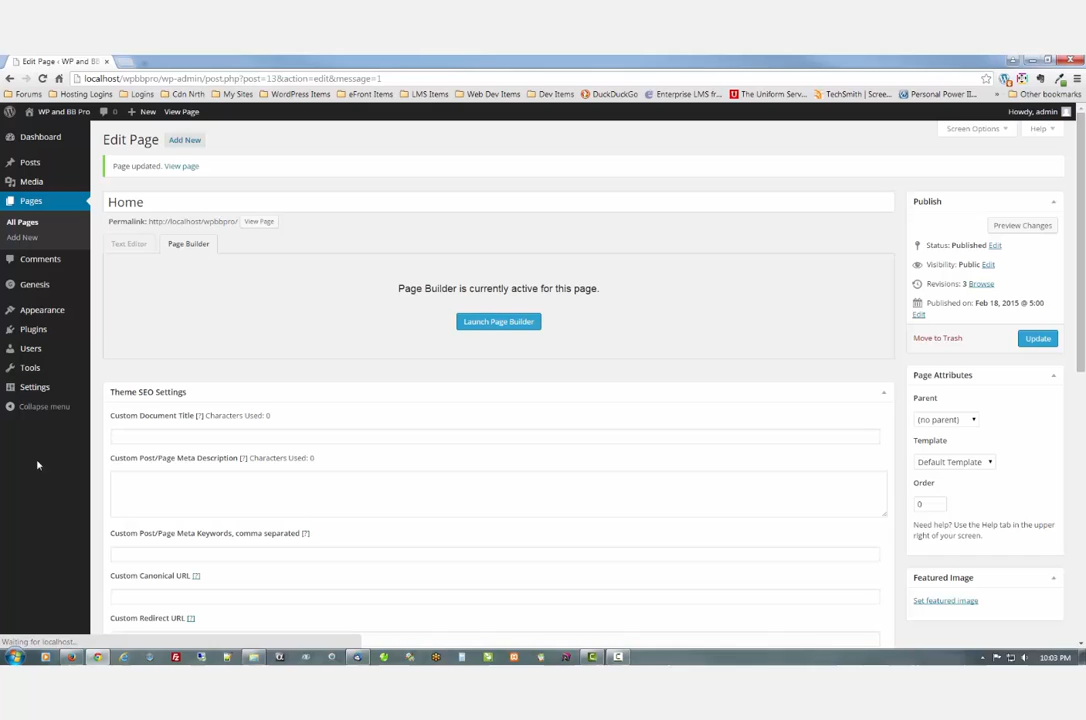 Edit Page ‹ WP and BB
localhost/wpbbpro/wp-admin/post.php?post=13&action=edit&message=1
Forums Hosting Logins Logins Cdn Nrth My Sites WordPress Items eFront Items LMS Items Web Dev Items Dev Items DuckDuckGo Enterprise LMS fr... The Uniform Serv... TechSmith | Scree... Personal Power II... » Other bookmarks
WP and BB Pro 0 New View Page Howdy, admin
Screen Options Help
Dashboard
Posts
Media
Pages
All Pages
Add New
Comments
Genesis
Appearance
Plugins
Users
Tools
Settings
Collapse menu
Edit Page Add New
Page updated. View page
Home
Permalink: http://localhost/wpbbpro/ View Page
Text Editor Page Builder
Page Builder is currently active for this page.
Launch Page Builder
Theme SEO Settings
Custom Document Title [?] Characters Used: 0
Custom Post/Page Meta Description [?] Characters Used: 0
Custom Post/Page Meta Keywords, comma separated [?]
Custom Canonical URL [?]
Custom Redirect URL [?]
Publish
Preview Changes
Status: Published Edit
Visibility: Public Edit
Revisions: 3 Browse
Published on: Feb 18, 2015 @ 5:00
Edit
Move to Trash Update
Page Attributes
Parent
(no parent)
Template
Default Template
Order
0
Need help? Use the Help tab in the upper
right of your screen.
Featured Image
Set featured image
Waiting for localhost...
10:03 PM